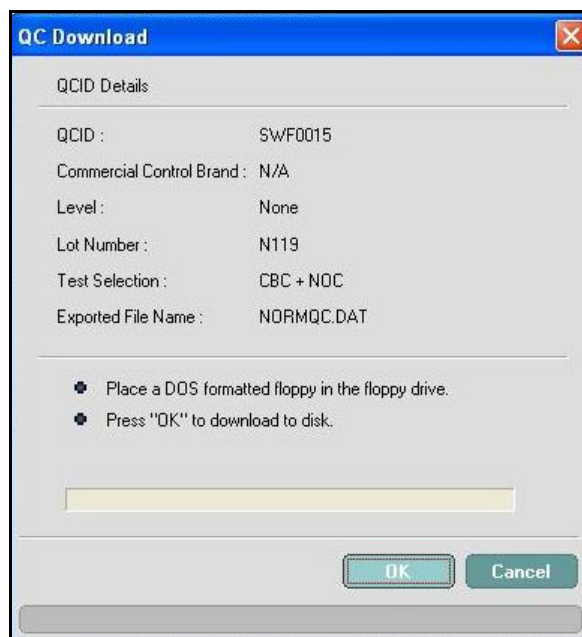 QC Download
QCID Details
QCID : SWF0015
Commercial Control Brand : N/A
Level : None
Lot Number : N119
Test Selection : CBC + NOC
Exported File Name : NORMQC.DAT
Place a DOS formatted floppy in the floppy drive.
Press "OK" to download to disk.
OK Cancel